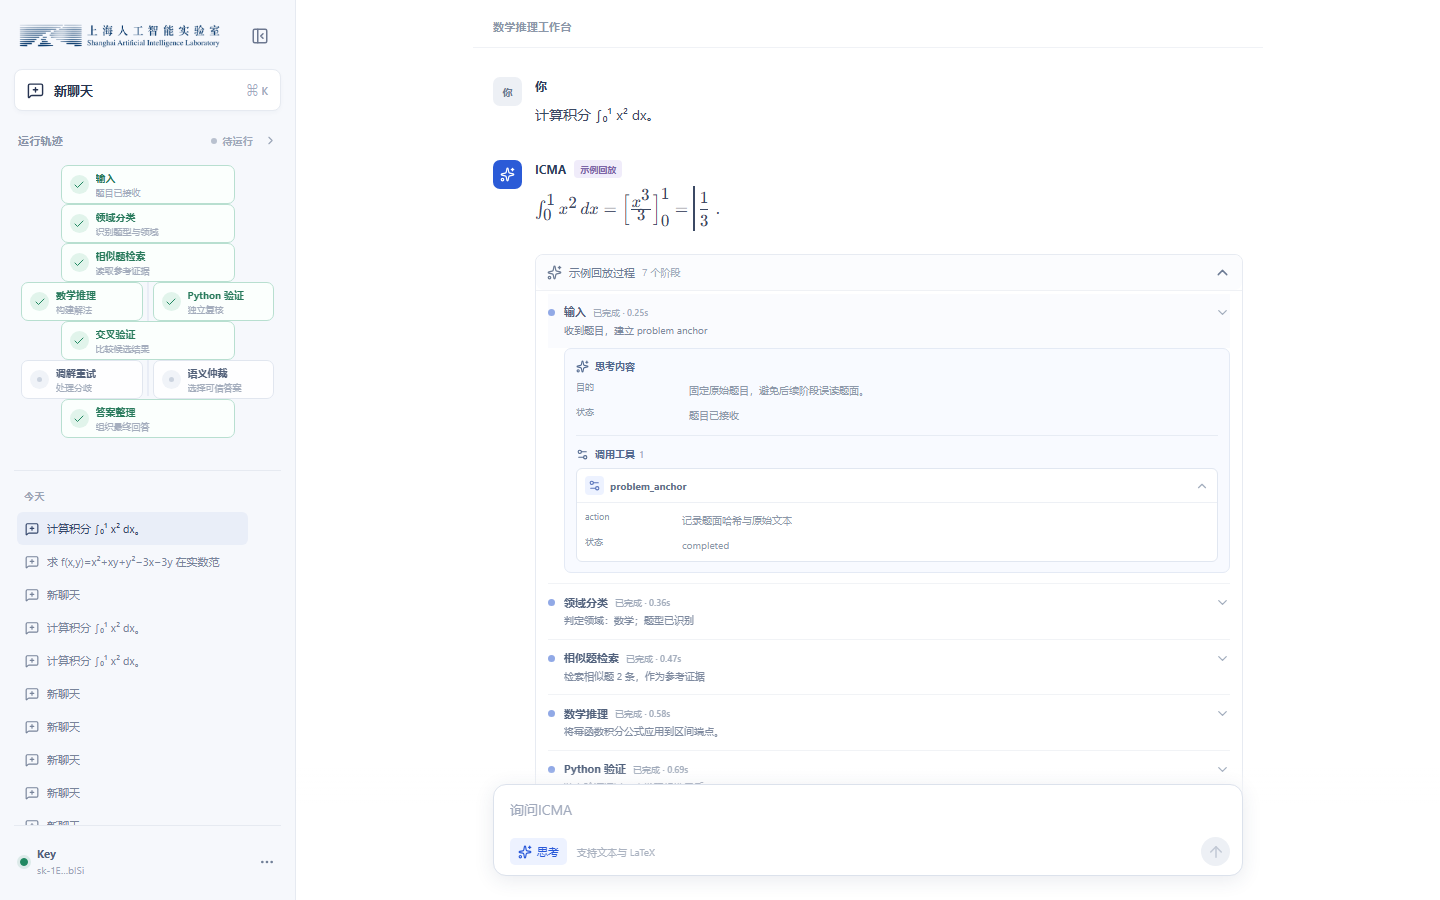 上海人工智能实验室
Shanghai Artificial Intelligence Laboratory
新聊天
⌘ K
运行轨迹
待运行
输入
题目已接收
领域分类
识别题型与领域
相似题检索
读取参考证据
数学推理
构建解法
Python 验证
独立复核
交叉验证
比较候选结果
调解重试
处理分歧
语义仲裁
选择可信答案
答案整理
组织最终回答
今天
计算积分 ∫₀¹ x² dx。
求 f(x,y)=x²+xy+y²−3x−3y 在实数范
新聊天
计算积分 ∫₀¹ x² dx。
计算积分 ∫₀¹ x² dx。
新聊天
新聊天
新聊天
新聊天
Key
sk-1E...bISi
数学推理工作台
你
你
计算积分 ∫₀¹ x² dx。
ICMA
示例回放
∫₀¹ x² dx = [x³/3]₀¹ = 1/3 .
示例回放过程 7 个阶段
输入 已完成 · 0.25s
收到题目，建立 problem anchor
思考内容
目的 固定原始题目，避免后续阶段误读题面。
状态 题目已接收
调用工具 1
problem_anchor
action 记录题面哈希与原始文本
状态 completed
领域分类 已完成 · 0.36s
判定领域：数学；题型已识别
相似题检索 已完成 · 0.47s
检索相似题 2 条，作为参考证据
数学推理 已完成 · 0.58s
将幂函数积分公式应用到区间端点。
Python 验证 已完成 · 0.69s
询问ICMA
思考
支持文本与 LaTeX